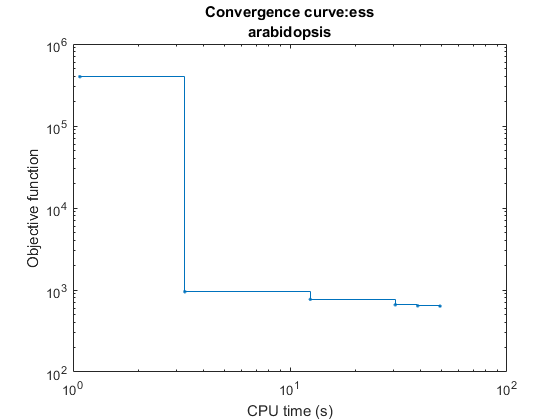 Convergence curve:ess
arabidopsis
10^6
10^5
10^4
10^3
10^2
Objective function
10^0
10^1
10^2
CPU time (s)